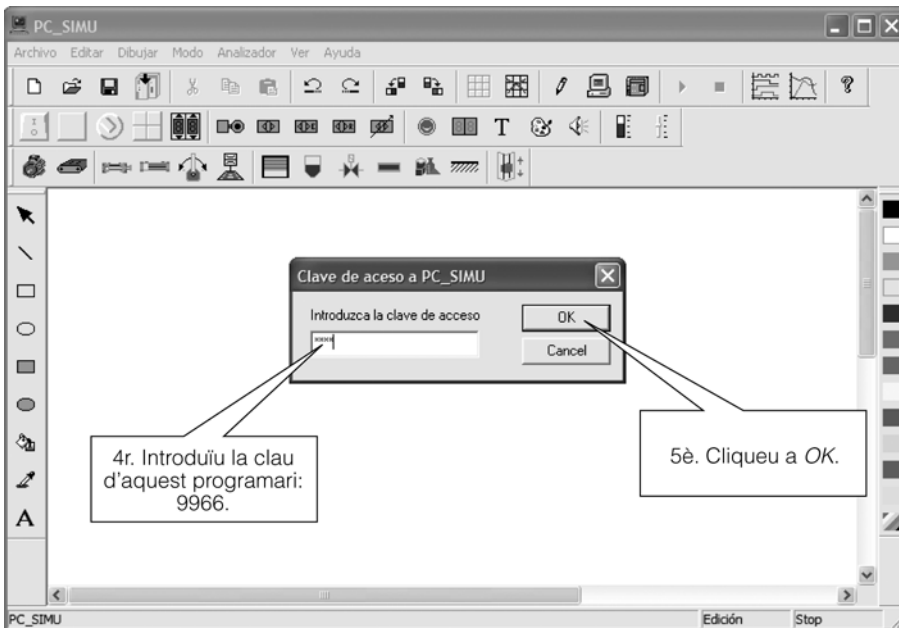 PC_SIMU
Archivo Editar Dibujar Modo Analizador Ver Ayuda
T
Clave de aceso a PC_SIMU
Introduzca la clave de acceso
OK
****
Cancel
4r. Introduïu la clau
d'aquest programari:
9966.
5è. Cliqueu a OK.
A
PC_SIMU Edición Stop